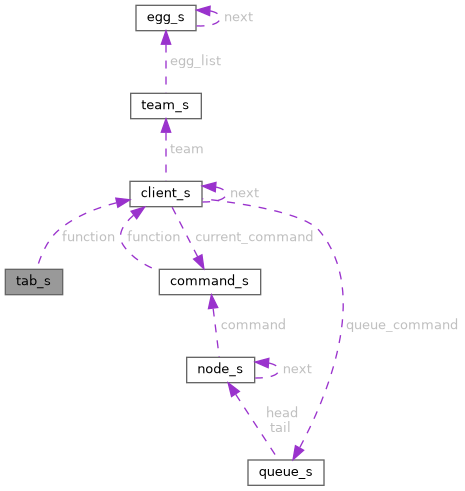 egg_s
next
egg_list
team_s
team
client_s
next
function
function
current_command
tab_s
command_s
command
queue_command
node_s
next
head
tail
queue_s